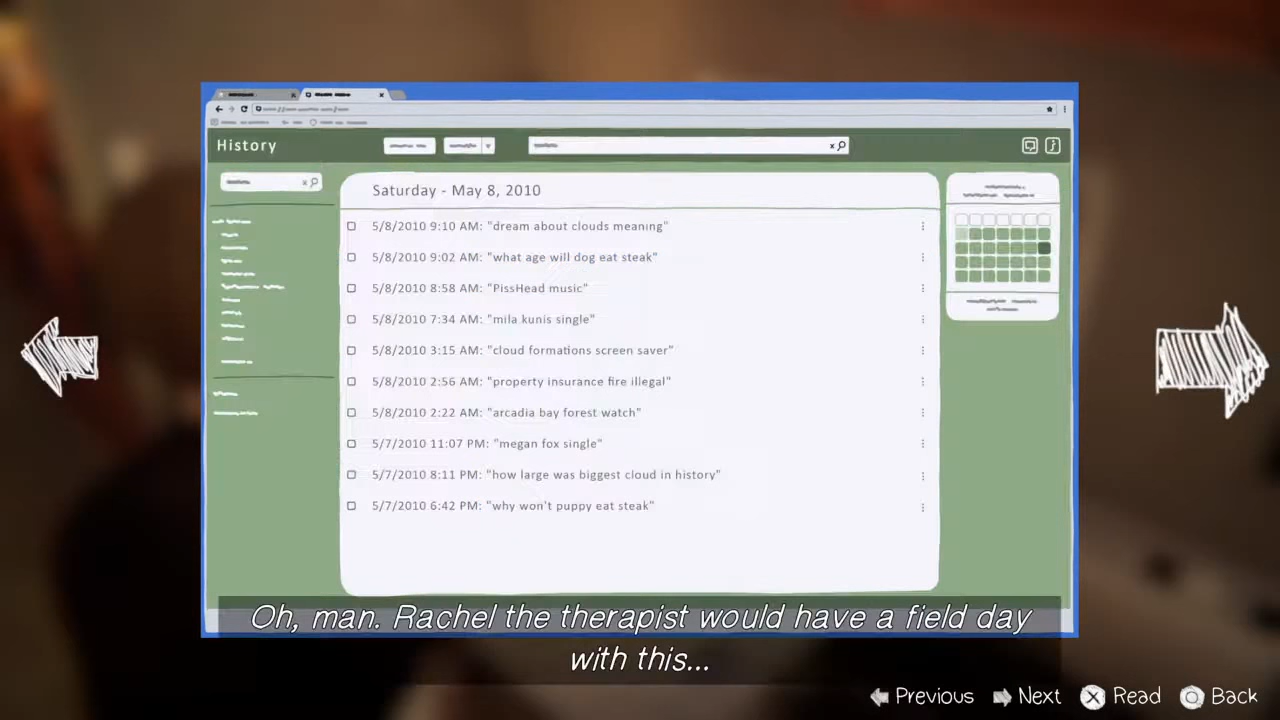 History
Saturday - May 8, 2010
5/8/2010 9:10 AM: "dream about clouds meaning"
5/8/2010 9:02 AM: "what age will dog eat steak"
5/8/2010 8:58 AM: "PissHead music"
5/8/2010 7:34 AM: "mila kunis single"
5/8/2010 3:15 AM: "cloud formations screen saver"
5/8/2010 2:56 AM: "property insurance fire illegal"
5/8/2010 2:22 AM: "arcadia bay forest watch"
5/7/2010 11:07 PM: "megan fox single"
5/7/2010 8:11 PM: "how large was biggest cloud in history"
5/7/2010 6:42 PM: "why won't puppy eat steak"
Oh, man. Rachel the therapist would have a field day
with this...
Previous Next Read Back